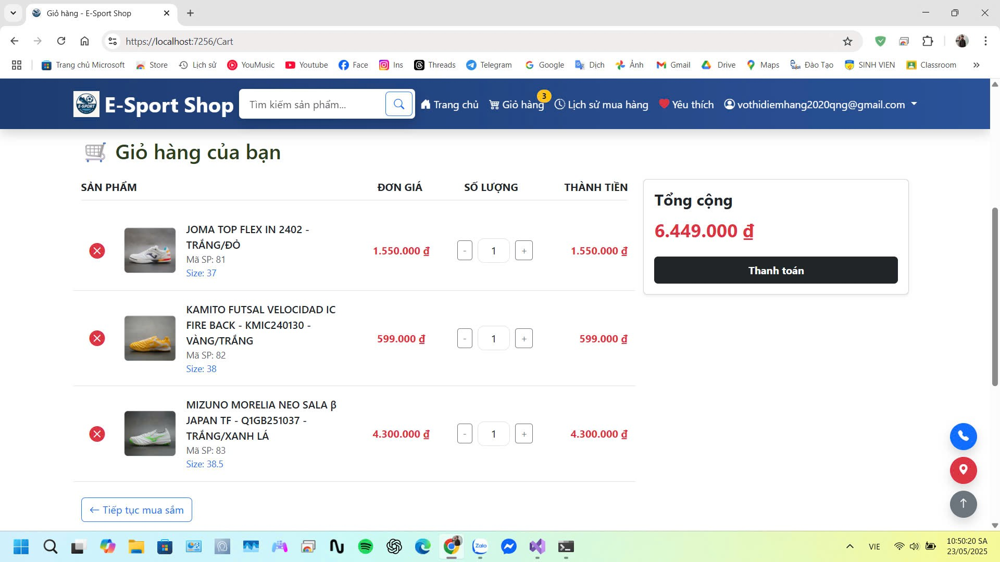 Giỏ hàng - E-Sport Shop
https://localhost:7256/Cart
Trang chủ Microsoft Store Lịch sử YouMusic Youtube Face Ins Threads Telegram Google Dịch Ảnh Gmail Drive Maps Đào Tạo SINH VIEN Classroom »
E-SPORT E-Sport Shop Tìm kiếm sản phẩm... Trang chủ Giỏ hàng 3 Lịch sử mua hàng Yêu thích vothidiemhang2020qng@gmail.com
Giỏ hàng của bạn
SẢN PHẨM ĐƠN GIÁ SỐ LƯỢNG THÀNH TIỀN
JOMA TOP FLEX IN 2402 -
TRẮNG/ĐỎ
Mã SP: 81
Size: 37
1.550.000 ₫ - 1 + 1.550.000 ₫
KAMITO FUTSAL VELOCIDAD IC
FIRE BACK - KMIC240130 -
VÀNG/TRẮNG
Mã SP: 82
Size: 38
599.000 ₫ - 1 + 599.000 ₫
MIZUNO MORELIA NEO SALA β
JAPAN TF - Q1GB251037 -
TRẮNG/XANH LÁ
Mã SP: 83
Size: 38.5
4.300.000 ₫ - 1 + 4.300.000 ₫
← Tiếp tục mua sắm
Tổng cộng
6.449.000 ₫
Thanh toán
Zalo
VIE
10:50:20 SA
23/05/2025